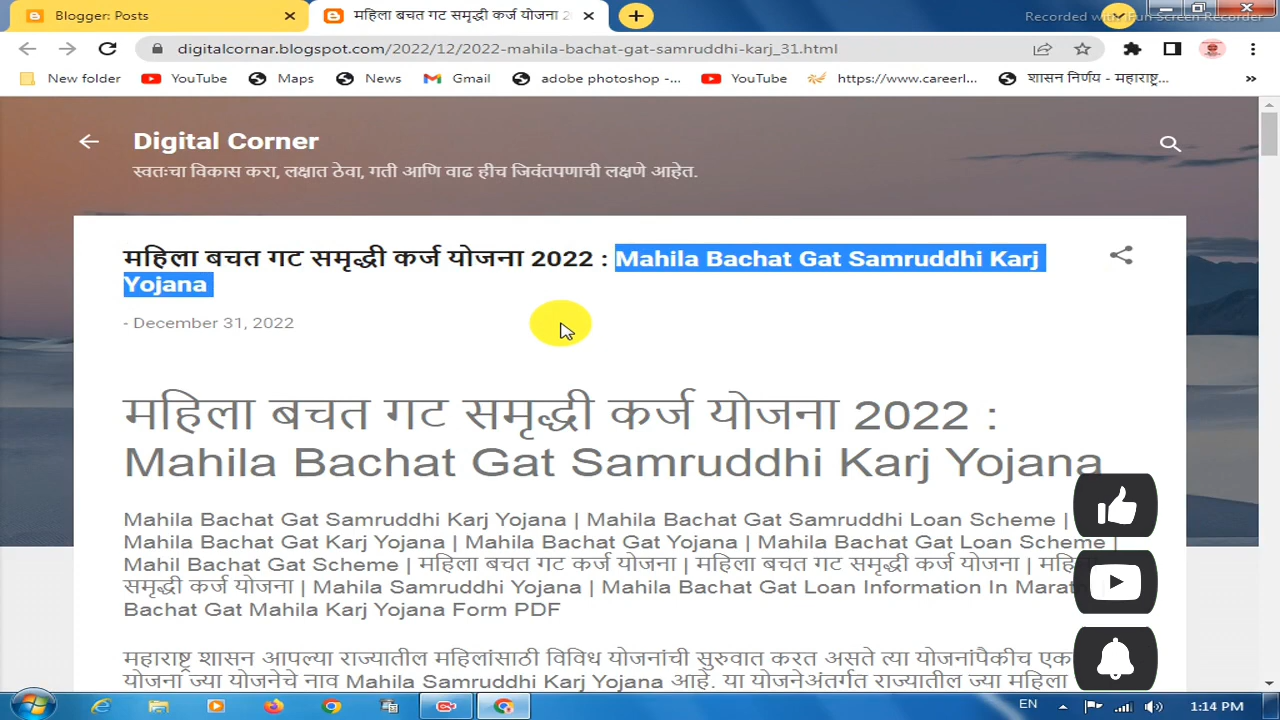 Blogger: Posts
महिला बचत गट समृद्धी कर्ज योजना 2
Recorded with iFun Screen Recorder
digitalcornar.blogspot.com/2022/12/2022-mahila-bachat-gat-samruddhi-karj_31.html
New folder YouTube Maps News Gmail adobe photoshop -... YouTube https://www.careerl... शासन निर्णय - महाराष्ट्र... »
Digital Corner
स्वतःचा विकास करा, लक्षात ठेवा, गती आणि वाढ हीच जिवंतपणाची लक्षणे आहेत.
महिला बचत गट समृद्धी कर्ज योजना 2022 : Mahila Bachat Gat Samruddhi Karj
Yojana
- December 31, 2022
महिला बचत गट समृद्धी कर्ज योजना 2022 :
Mahila Bachat Gat Samruddhi Karj Yojana
Mahila Bachat Gat Samruddhi Karj Yojana | Mahila Bachat Gat Samruddhi Loan Scheme |
Mahila Bachat Gat Karj Yojana | Mahila Bachat Gat Yojana | Mahila Bachat Gat Loan Scheme |
Mahil Bachat Gat Scheme | महिला बचत गट कर्ज योजना | महिला बचत गट समृद्धी कर्ज योजना |
समृद्धी कर्ज योजना | Mahila Samruddhi Yojana | Mahila Bachat Gat Loan Information In
Bachat Gat Mahila Karj Yojana Form PDF
महाराष्ट्र शासन आपल्या राज्यातील महिलांसाठी विविध योजनांची सुरुवात करत असते त्या योजनांपैकीच एक
योजना ज्या योजनेचे नाव Mahila Samruddhi Karj Yojana आहे. या योजनेअंतर्गत राज्यातील ज्या महिला
EN 1:14 PM